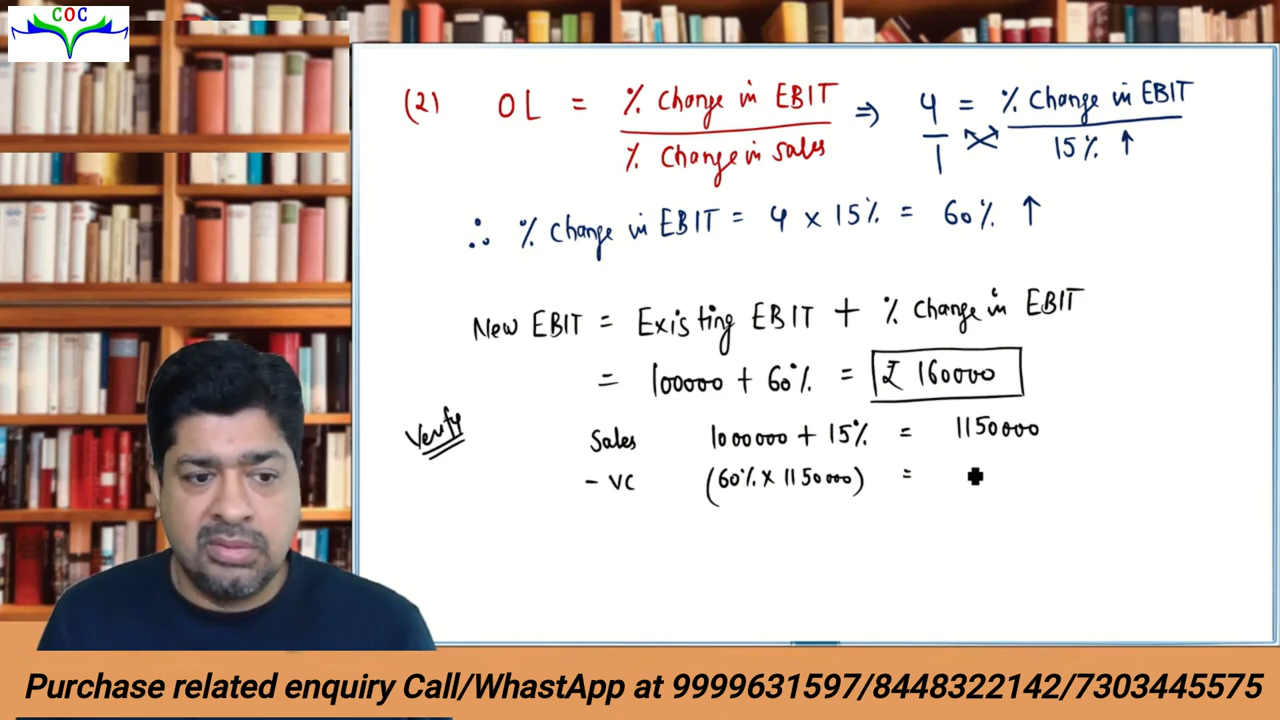 COC
(2) OL = % Change in EBIT / % Change in sales ⇒ 4/1 = % Change in EBIT / 15% ↑
∴ % Change in EBIT = 4 × 15% = 60% ↑
New EBIT = Existing EBIT + % Change in EBIT
= 100000 + 60% = ₹ 160000
Verify
Sales 1000000 + 15% = 1150000
- VC (60% × 1150000) =
Purchase related enquiry Call/WhastApp at 9999631597/8448322142/7303445575